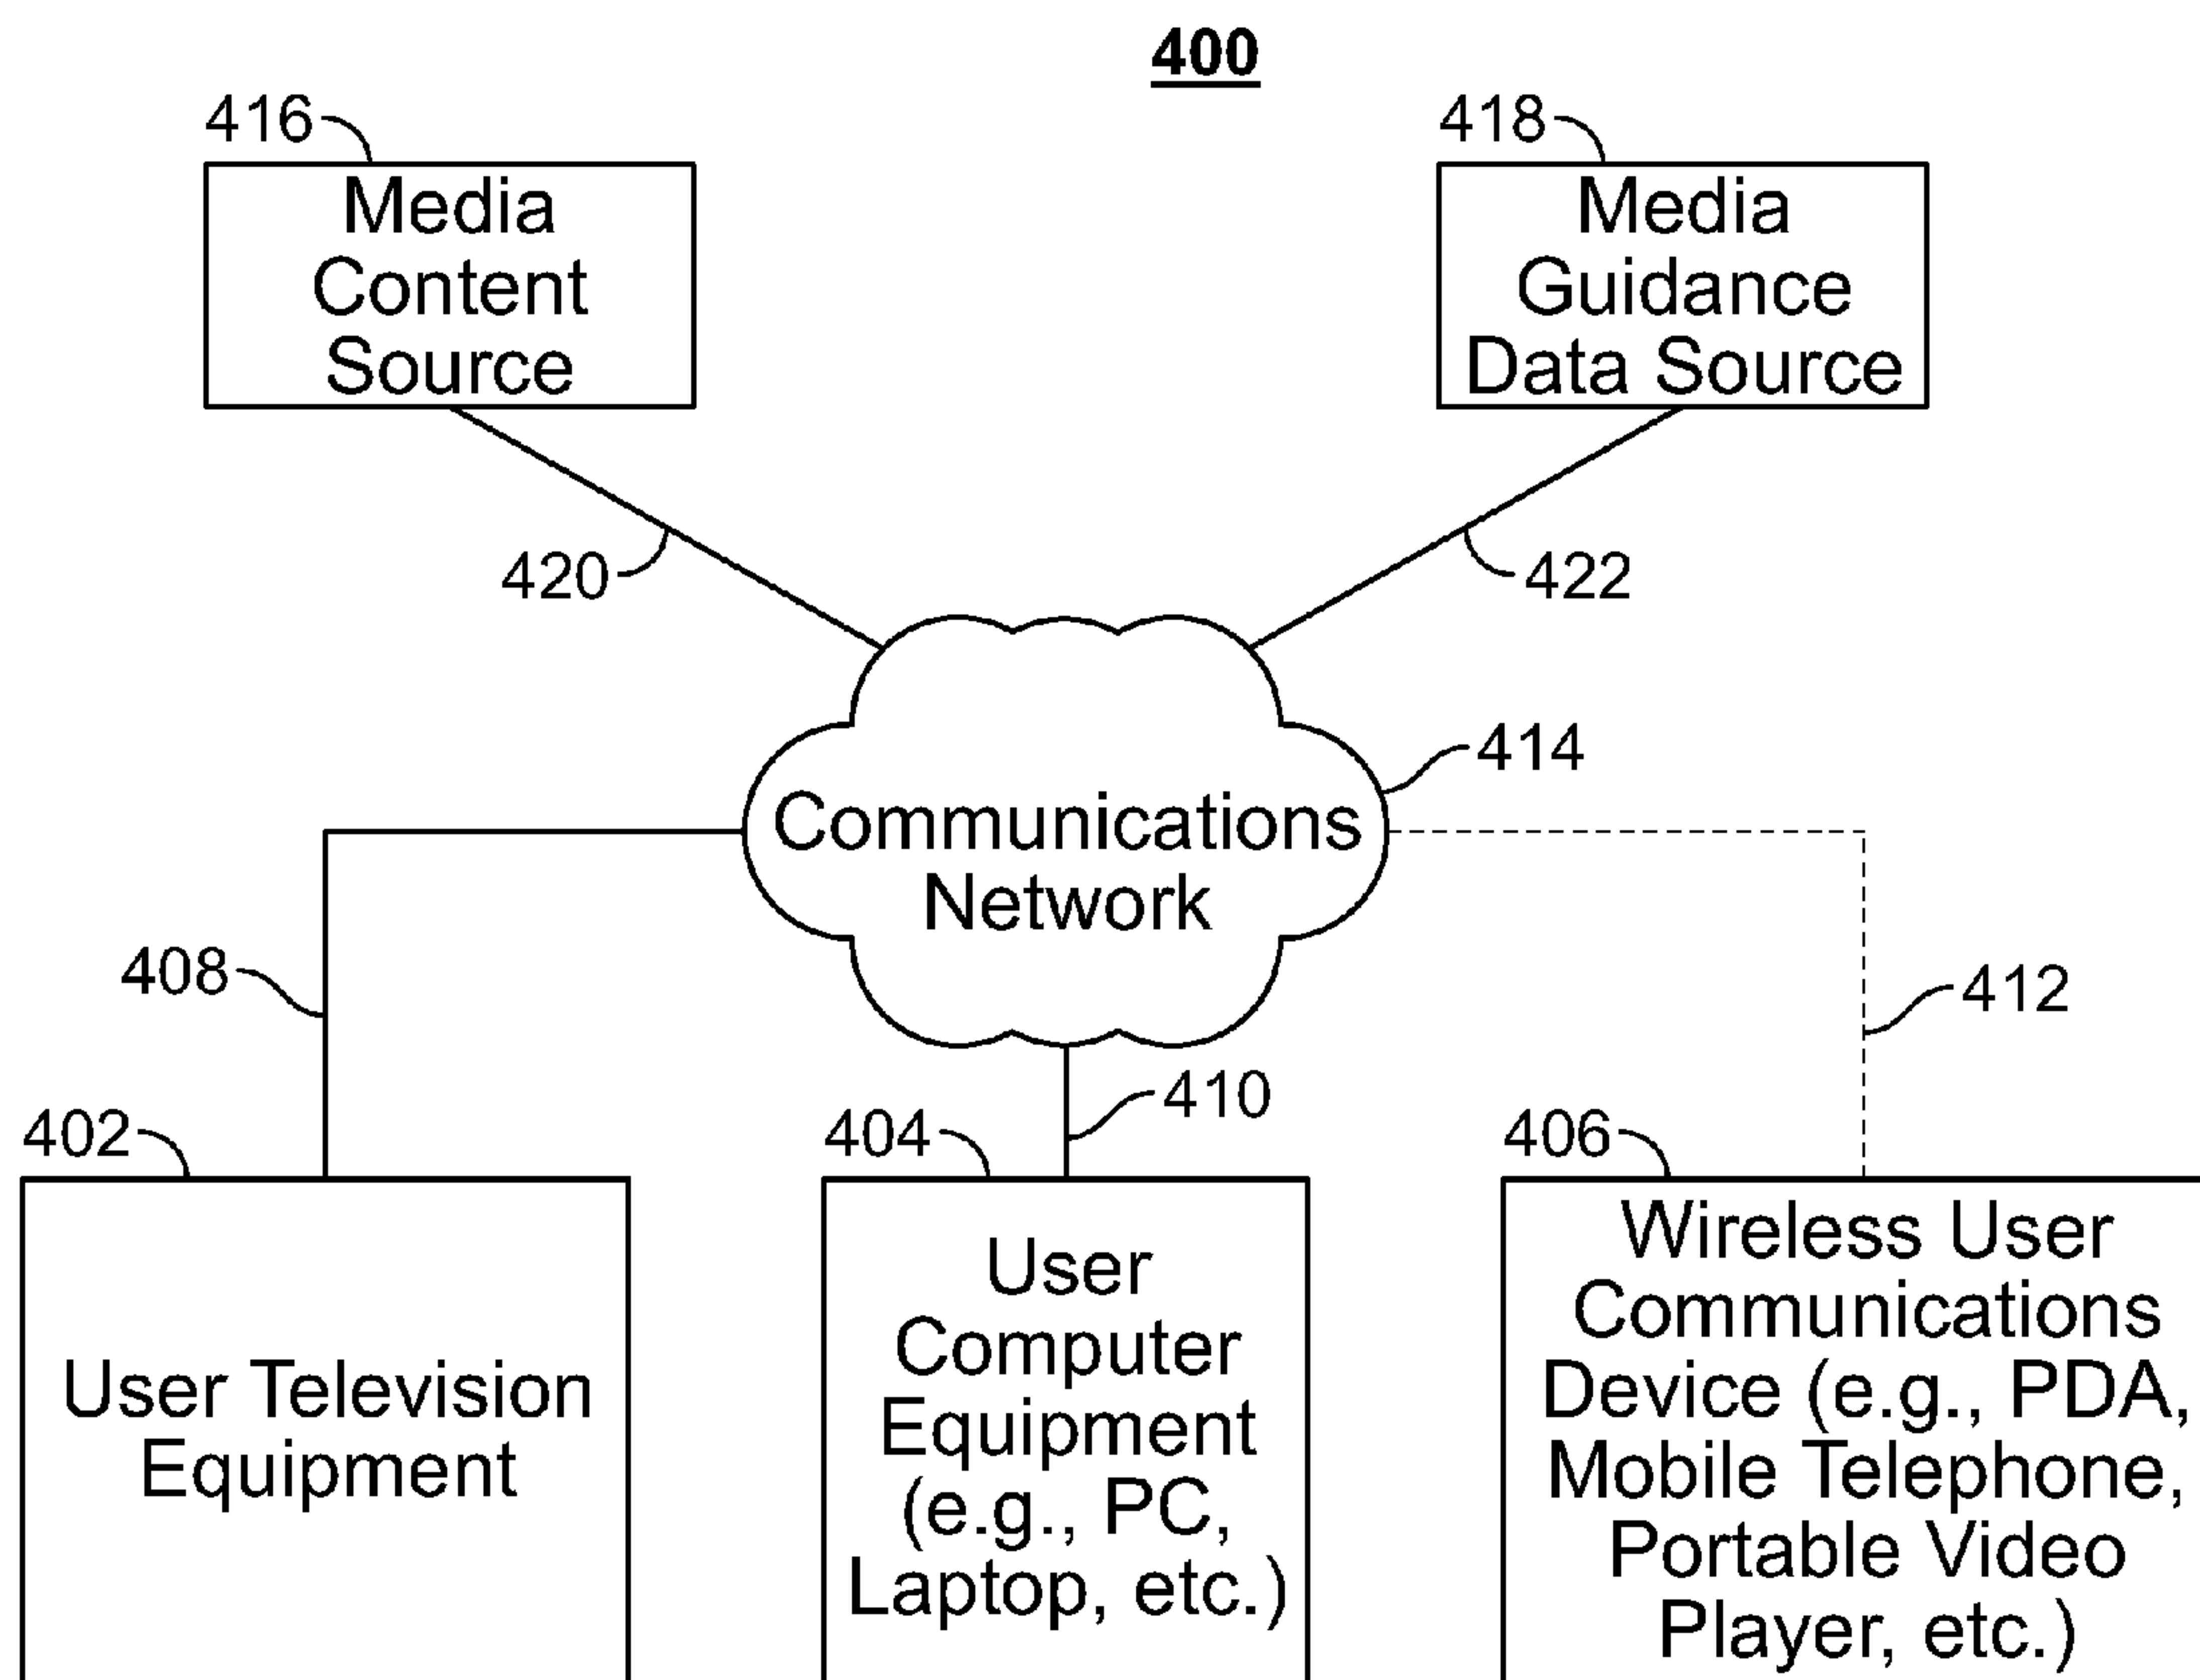 400
416
418
Media
Content
Source
Media
Guidance
Data Source
420
422
414
Communications
Network
408
412
410
402
404
406
User Television
Equipment
User
Computer
Equipment
(e.g., PC,
Laptop, etc.)
Wireless User
Communications
Device (e.g., PDA,
Mobile Telephone,
Portable Video
Player, etc.)